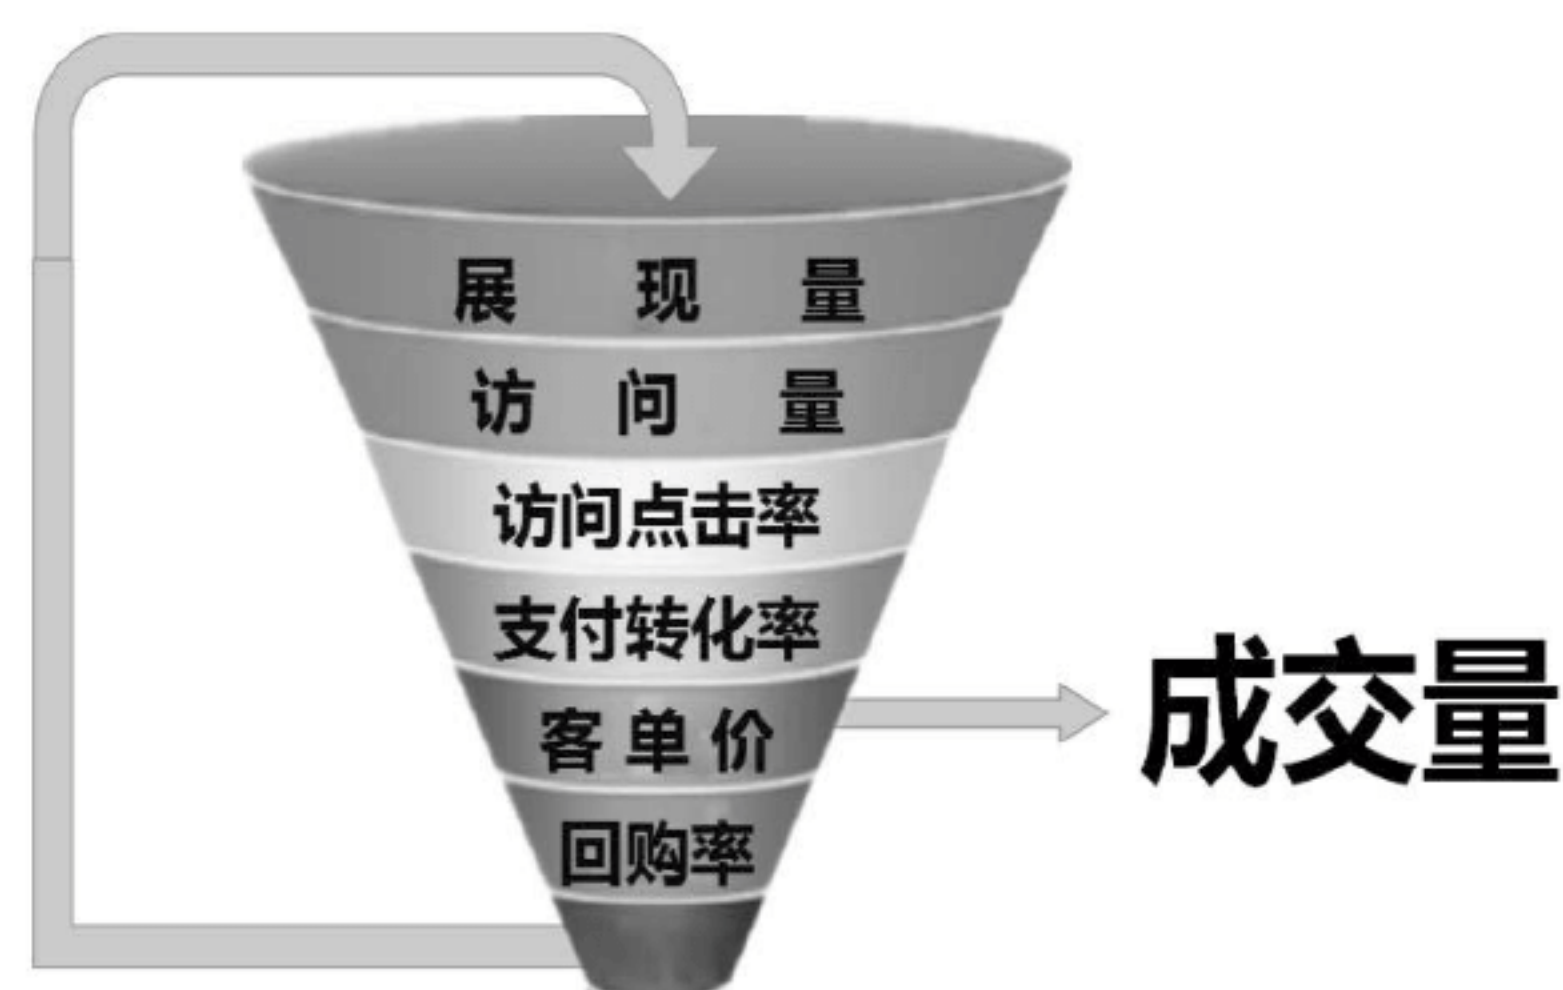 展现量
访问量
访问点击率
支付转化率
客单价
回购率
成交量